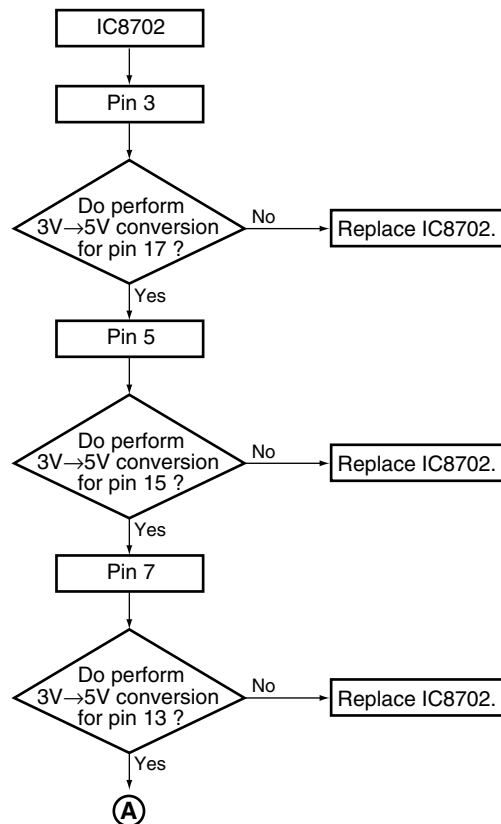 IC8702
Pin 3
Do perform
3V→5V conversion
for pin 17 ?
No
Replace IC8702.
Yes
Pin 5
Do perform
3V→5V conversion
for pin 15 ?
No
Replace IC8702.
Yes
Pin 7
Do perform
3V→5V conversion
for pin 13 ?
No
Replace IC8702.
Yes
A